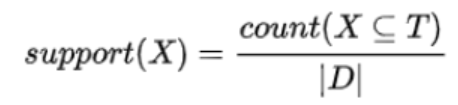 support(X) = count(X ⊆ T) / |D|